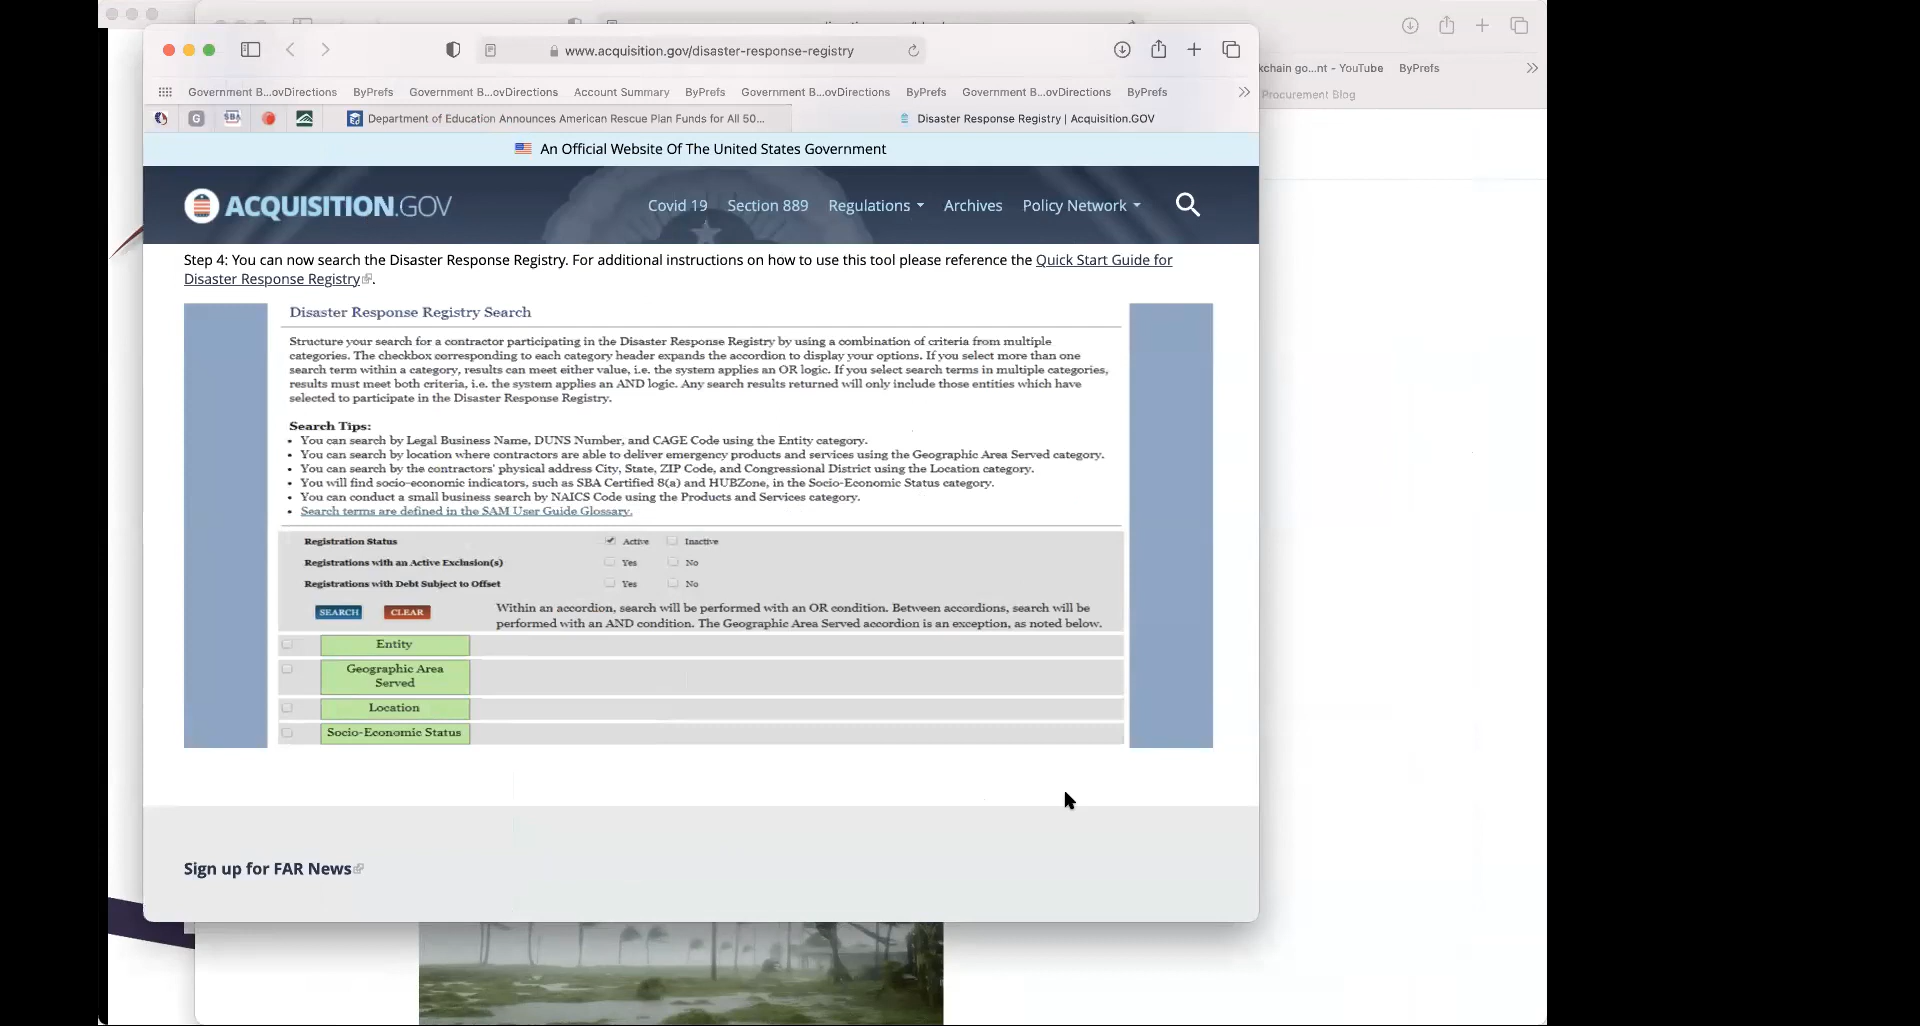 www.acquisition.gov/disaster-response-registry
Government B...ovDirections ByPrefs Government B...ovDirections Account Summary ByPrefs Government B...ovDirections ByPrefs Government B...ovDirections ByPrefs
kchain go...nt - YouTube ByPrefs
Procurement Blog
G SBA Department of Education Announces American Rescue Plan Funds for All 50... Disaster Response Registry | Acquisition.GOV
An Official Website Of The United States Government
ACQUISITION.GOV Covid 19 Section 889 Regulations Archives Policy Network
Step 4: You can now search the Disaster Response Registry. For additional instructions on how to use this tool please reference the Quick Start Guide for
Disaster Response Registry.
Disaster Response Registry Search
Structure your search for a contractor participating in the Disaster Response Registry by using a combination of criteria from multiple
categories. The checkbox corresponding to each category header expands the accordion to display your options. If you select more than one
search term within a category, results can meet either value, i.e. the system applies an OR logic. If you select search terms in multiple categories,
results must meet both criteria, i.e. the system applies an AND logic. Any search results returned will only include those entities which have
selected to participate in the Disaster Response Registry.
Search Tips:
• You can search by Legal Business Name, DUNS Number, and CAGE Code using the Entity category.
• You can search by location where contractors are able to deliver emergency products and services using the Geographic Area Served category.
• You can search by the contractors' physical address City, State, ZIP Code, and Congressional District using the Location category.
• You will find socio-economic indicators, such as SBA Certified 8(a) and HUBZone, in the Socio-Economic Status category.
• You can conduct a small business search by NAICS Code using the Products and Services category.
• Search terms are defined in the SAM User Guide Glossary.
Registration Status Active Inactive
Registrations with an Active Exclusion(s) Yes No
Registrations with Debt Subject to Offset Yes No
SEARCH CLEAR Within an accordion, search will be performed with an OR condition. Between accordions, search will be
performed with an AND condition. The Geographic Area Served accordion is an exception, as noted below.
Entity
Geographic Area
Served
Location
Socio-Economic Status
Sign up for FAR News